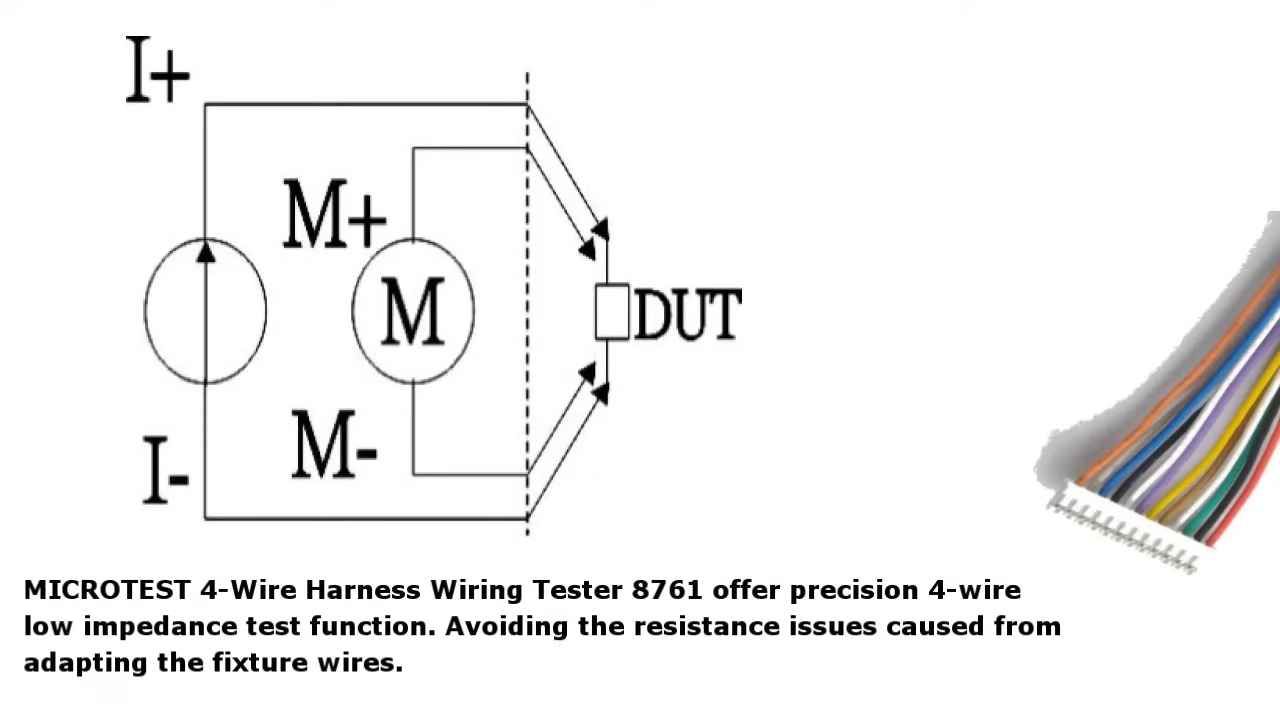 I+
M+
M
DUT
M-
I-
MICROTEST 4-Wire Harness Wiring Tester 8761 offer precision 4-wire
low impedance test function. Avoiding the resistance issues caused from
adapting the fixture wires.